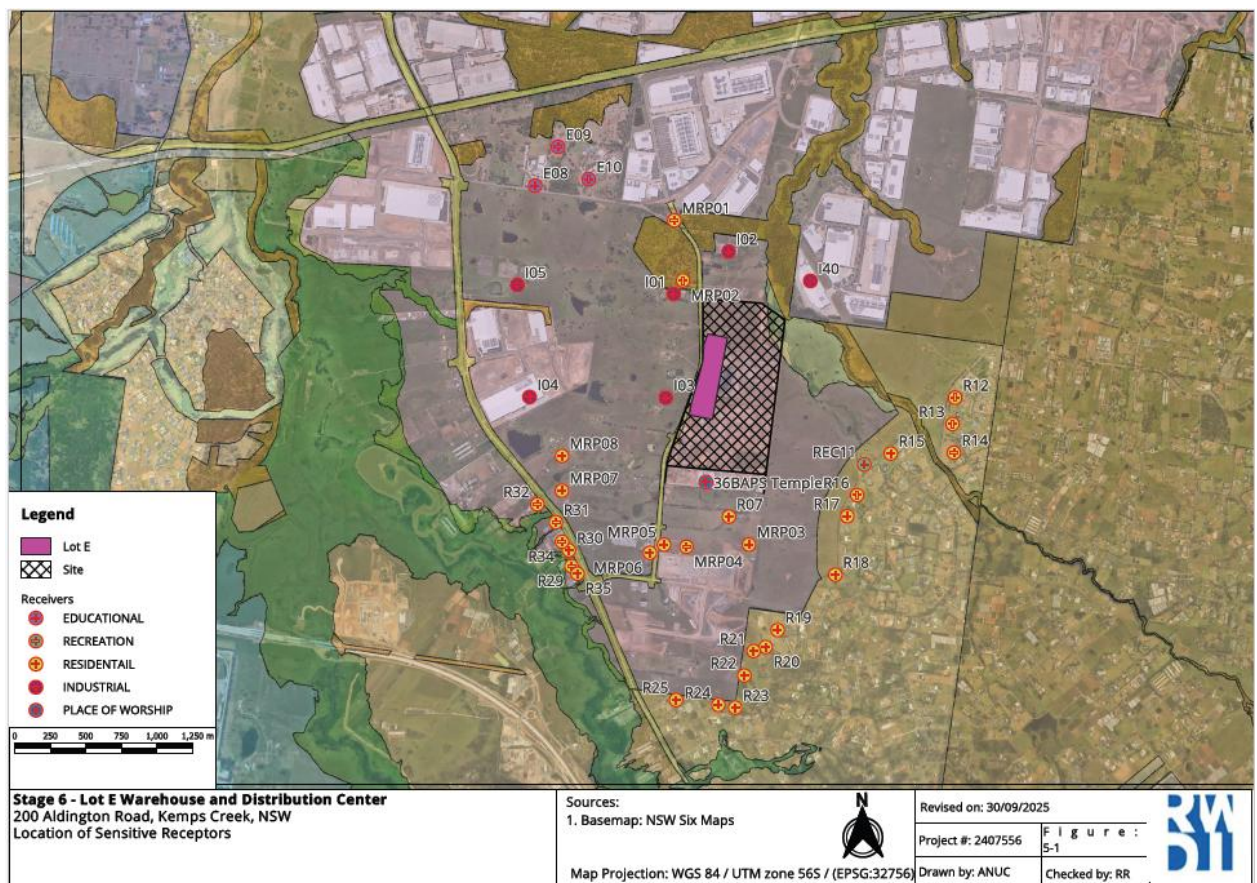 E09
E10
E08
MRP01
I02
I05
I01
I40
MRP02
I04
I03
R12
R13
R14
R15
REC11
MRP08
MRP07
36BAPS TempleR16
R32
R17
R07
R31
R30
MRP05
MRP03
R34
MRP06
MRP04
R29
R35
R18
R19
R21
R20
R22
R25
R24
R23
Legend
Lot E
Site
Receivers
EDUCATIONAL
RECREATION
RESIDENTAIL
INDUSTRIAL
PLACE OF WORSHIP
0 250 500 750 1,000 1,250 m
Stage 6 - Lot E Warehouse and Distribution Center
200 Aldington Road, Kemps Creek, NSW
Location of Sensitive Receptors
Sources:
1. Basemap: NSW Six Maps
N
Map Projection: WGS 84 / UTM zone 56S / (EPSG:32756)
Revised on: 30/09/2025
Project #: 2407556
Figure :
5-1
Drawn by: ANUC
Checked by: RR
RW
DI